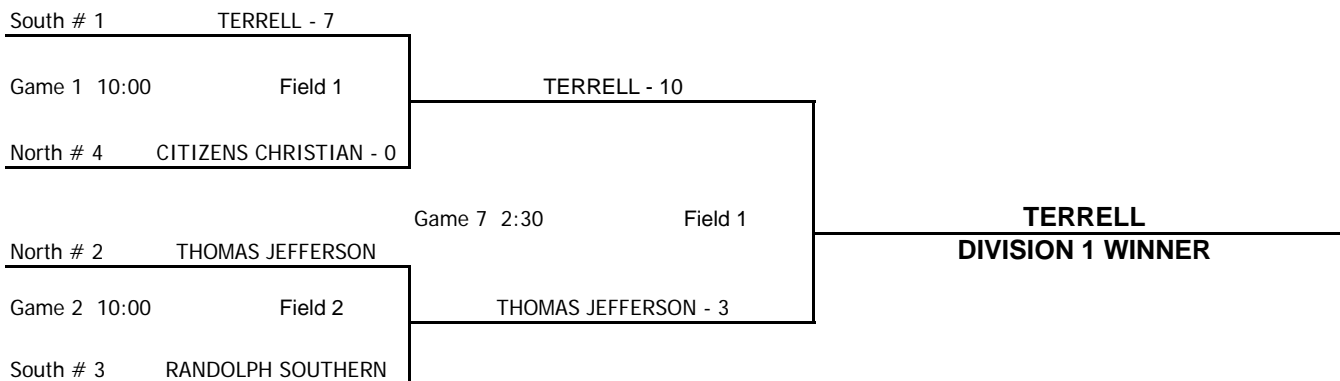 South # 1 TERRELL - 7
Game 1 10:00 Field 1 TERRELL - 10
North # 4 CITIZENS CHRISTIAN - 0
Game 7 2:30 Field 1 TERRELL
North # 2 THOMAS JEFFERSON DIVISION 1 WINNER
Game 2 10:00 Field 2 THOMAS JEFFERSON - 3
South # 3 RANDOLPH SOUTHERN